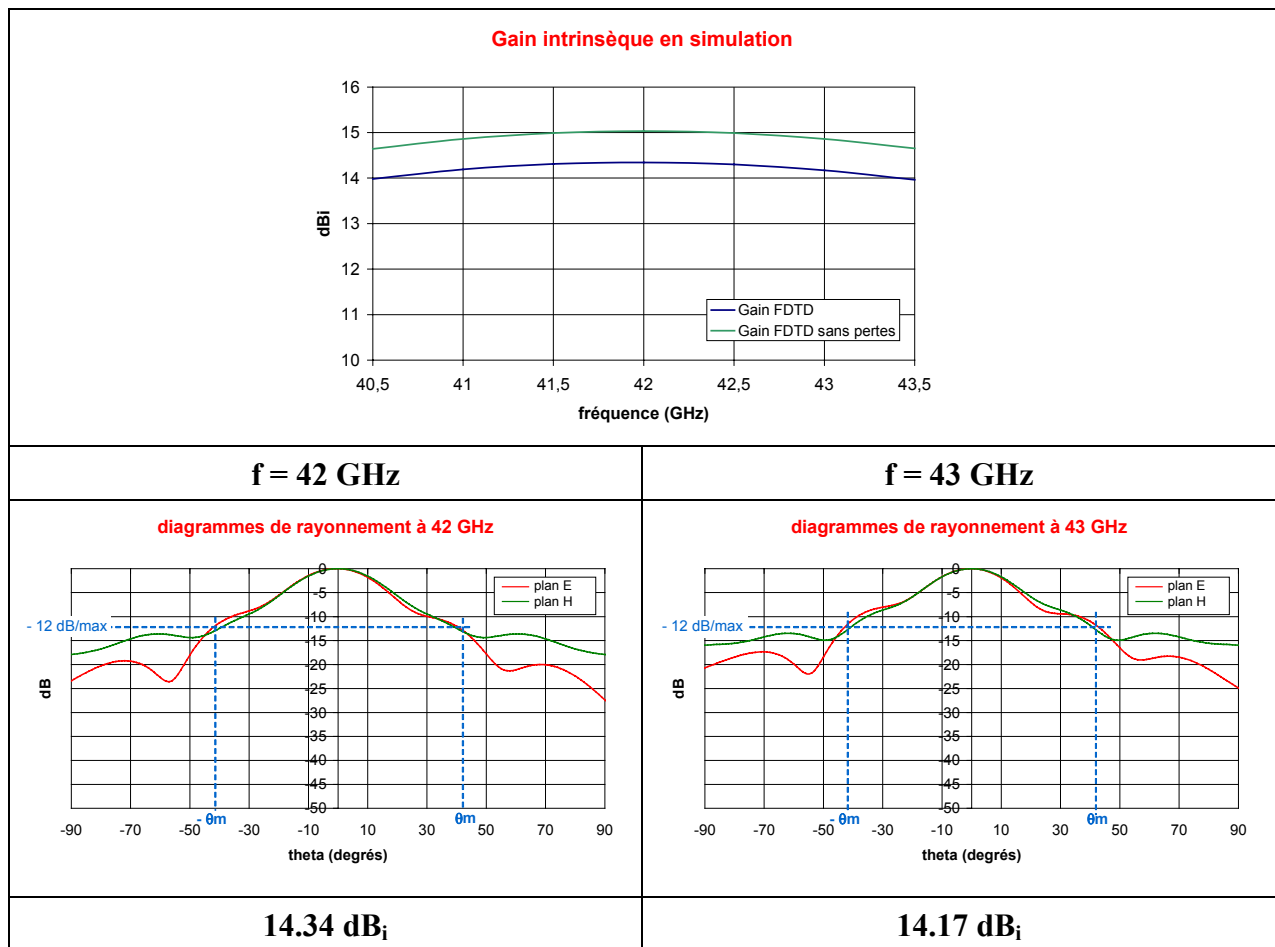 Gain intrinsèque en simulation
16
15
14
13
12
11
10
dBi
Gain FDTD
Gain FDTD sans pertes
40,5 41 41,5 42 42,5 43 43,5
fréquence (GHz)
f = 42 GHz
f = 43 GHz
diagrammes de rayonnement à 42 GHz
0
-5
-10
-15
-20
-25
-30
-35
-40
-45
-50
plan E
plan H
- 12 dB/max
dB
- θm
θm
-90 -70 -50 -30 -10 10 30 50 70 90
theta (degrés)
diagrammes de rayonnement à 43 GHz
0
-5
-10
-15
-20
-25
-30
-35
-40
-45
-50
plan E
plan H
- 12 dB/max
dB
- θm
θm
-90 -70 -50 -30 -10 10 30 50 70 90
theta (degrés)
14.34 dBi
14.17 dBi